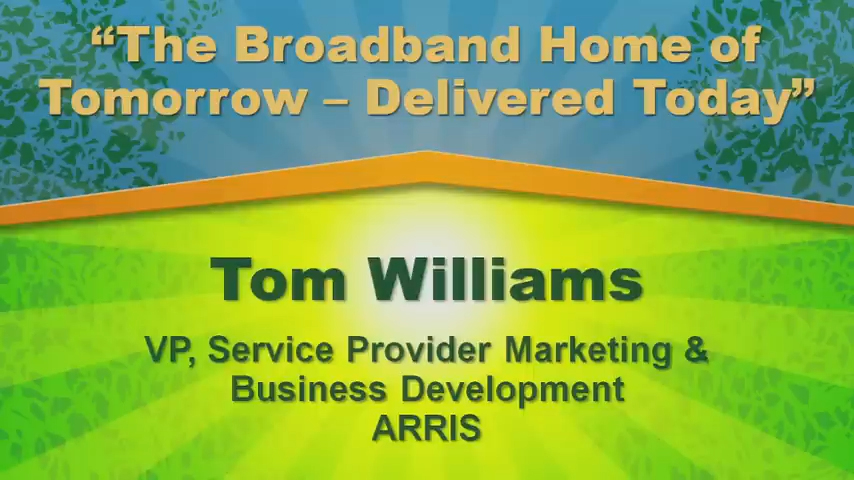 “The Broadband Home of
Tomorrow – Delivered Today”
Tom Williams
VP, Service Provider Marketing &
Business Development
ARRIS